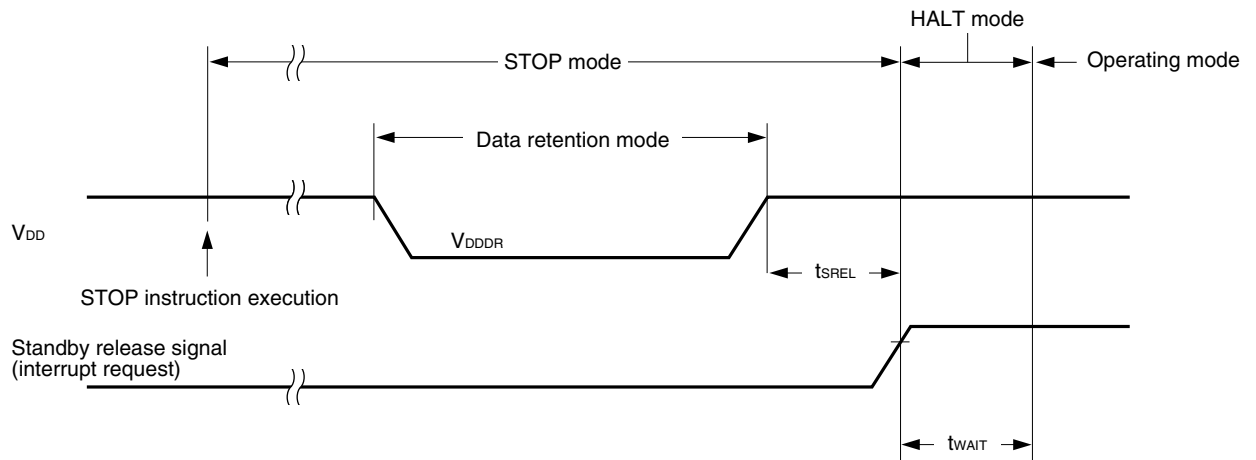 HALT mode
STOP mode
Operating mode
Data retention mode
VDD
VDDDR
tSREL
STOP instruction execution
Standby release signal
(interrupt request)
tWAIT